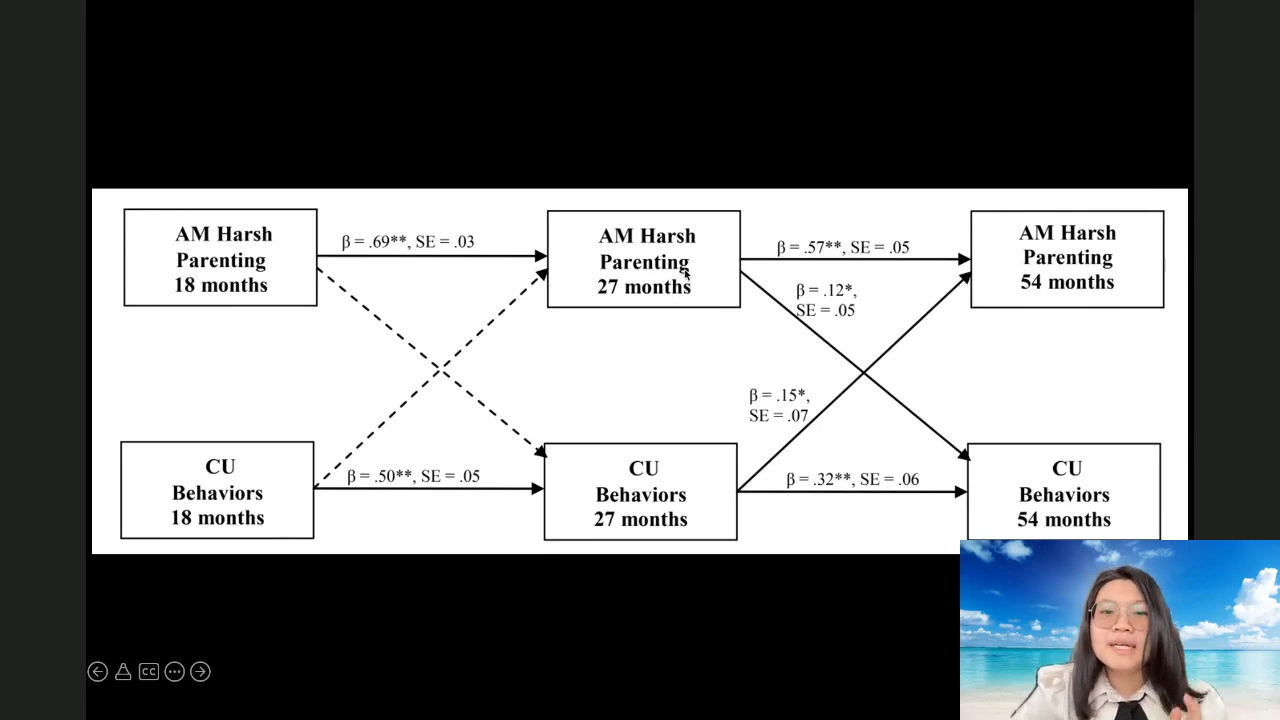 AM Harsh
Parenting
18 months
β = .69**, SE = .03
AM Harsh
Parenting
27 months
β = .57**, SE = .05
β = .12*,
SE = .05
AM Harsh
Parenting
54 months
β = .15*,
SE = .07
CU
Behaviors
18 months
β = .50**, SE = .05
CU
Behaviors
27 months
β = .32**, SE = .06
CU
Behaviors
54 months
CC